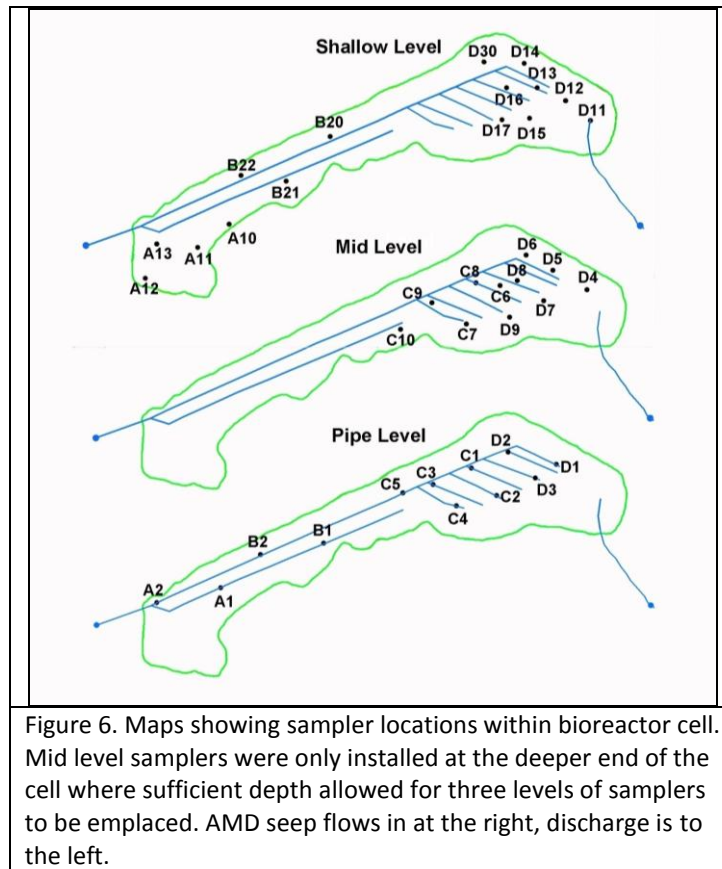 Shallow Level
D30
D14
D13
D16
D12
D11
B20
D17
D15
B22
B21
A10
A13
A11
A12
Mid Level
D6
D5
C8
D8
D4
C9
C6
D7
C10
C7
D9
Pipe Level
D2
C1
D1
C3
C5
D3
C2
C4
B1
B2
A2
A1
Figure 6. Maps showing sampler locations within bioreactor cell.
Mid level samplers were only installed at the deeper end of the
cell where sufficient depth allowed for three levels of samplers
to be emplaced. AMD seep flows in at the right, discharge is to
the left.